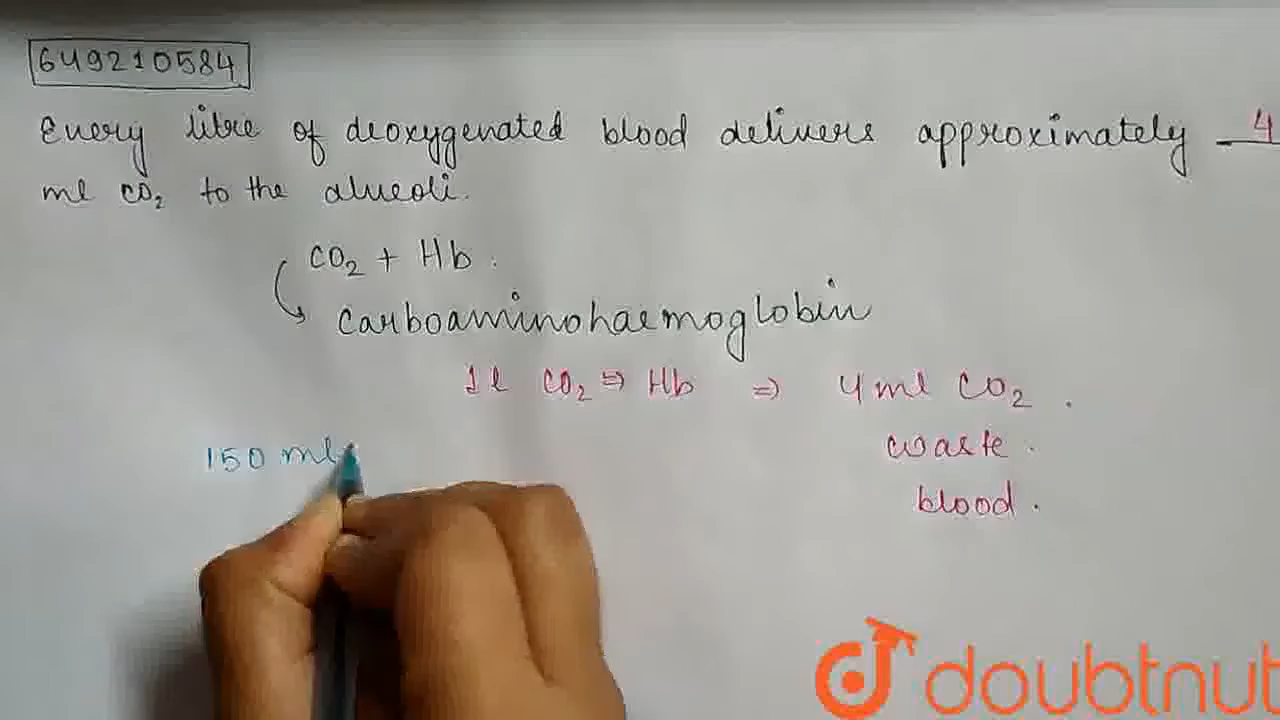 649210584
Every litre of deoxygenated blood delivers approximately 4
ml CO₂ to the alveoli.
CO₂ + Hb.
carboaminohaemoglobin
1l CO₂ ⇒ Hb ⇒ 4ml CO₂.
waste.
blood.
150 ml
doubtnut